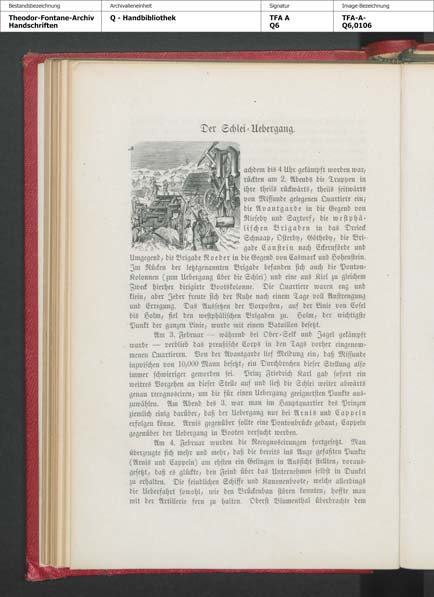 Bestandsbezeichnung Archivalieneinheit Signatur Image-Bezeichnung
Theodor-Fontane-Archiv Q - Handbibliothek TFA A TFA-A-
Handschriften Q6 Q6,0106
Der Schlei-Uebergang.
Nachdem bis 4 Uhr gekämpft worden war,
rückten am 2. Abends die Truppen in
ihre theils rückwärts, theils seitwärts
von Missunde gelegenen Quartiere ein;
die Avantgarde in die Gegend von
Rieseby und Saxtorf, die westphä-
lischen Brigaden in das Dreieck
Schnaap, Osterby, Götheby, die Bri-
gade Canstein nach Eckernförde und
Umgegend, die Brigade Roeder in die Gegend von Cosmark und Hohenstein.
Im Rücken der letztgenannten Brigade befanden sich auch die Ponton-
Kolonnen (zum Uebergang über die Schlei) und eine aus Kiel zu gleichem
Zweck hierher dirigirte Bootskolonne. Die Quartiere waren eng und
klein, aber Jeder freute sich der Ruhe nach einem Tage voll Anstrengung
und Erregung. Das Aussetzen der Vorposten, auf der Linie von Cosel
bis Holm, fiel den westphälischen Brigaden zu. Holm, der wichtigste
Punkt der ganzen Linie, wurde mit einem Bataillon besetzt.
Am 3. Februar — während bei Ober-Selk und Jagel gekämpft
wurde — verblieb das preußische Corps in den Tags vorher eingenom-
menen Quartieren. Von der Avantgarde lief Meldung ein, daß Missunde
inzwischen von 10,000 Mann besetzt, ein Durchbrechen dieser Stellung also
immer schwieriger geworden sei. Prinz Friedrich Karl gab sofort ein
weiteres Vorgehen an dieser Stelle auf und ließ die Schlei weiter abwärts
genau recognosciren, um die für einen Uebergang geeignetsten Punkte aus-
zuwählen. Am Abend des 3. war man im Hauptquartier des Prinzen
ziemlich einig darüber, daß der Uebergang nur bei Arnis und Cappeln
erfolgen könne. Arnis gegenüber sollte eine Pontonbrücke gebaut, Cappeln
gegenüber der Uebergang in Booten versucht werden.
Am 4. Februar wurden die Recognoscirungen fortgesetzt. Man
überzeugte sich mehr und mehr, daß die bereits ins Auge gefaßten Punkte
(Arnis und Cappeln) am ehsten ein Gelingen in Aussicht stellten, voraus-
gesetzt, daß es glückte, den Feind über das Unternehmen selbst in Dunkel
zu erhalten. Die feindlichen Schiffe und Kanonenboote, welche allerdings
die Ueberfahrt sowohl, wie den Brückenbau stören konnten, hoffte man
mit der Artillerie fern zu halten. Oberst Blumenthal überbrachte dem